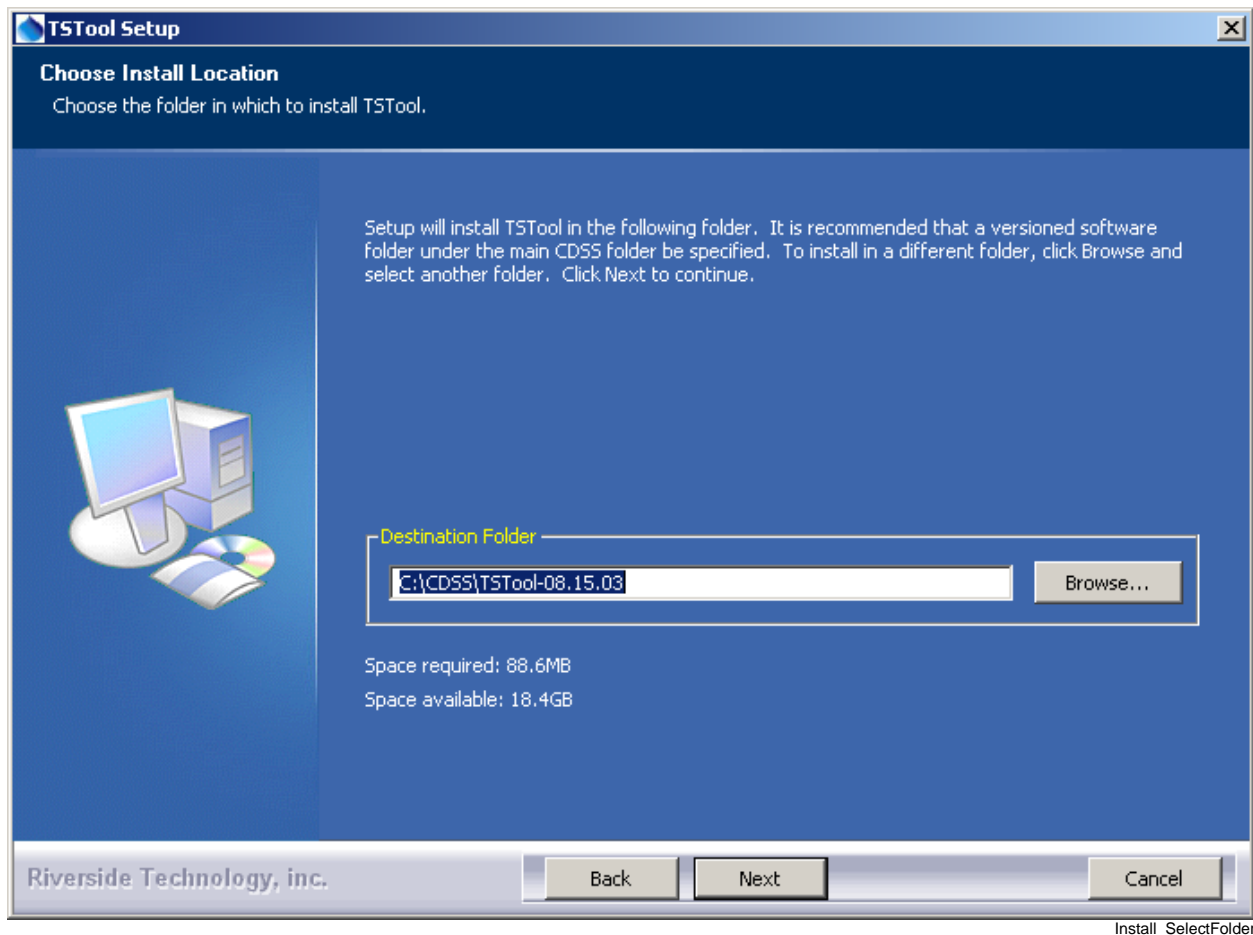 TSTool Setup
Choose Install Location
Choose the folder in which to install TSTool.
Setup will install TSTool in the following folder.  It is recommended that a versioned software
folder under the main CDSS folder be specified.  To install in a different folder, click Browse and
select another folder.  Click Next to continue.
Destination Folder
C:\CDSS\TSTool-08.15.03
Browse...
Space required: 88.6MB
Space available: 18.4GB
Riverside Technology, inc.
Back
Next
Cancel
Install_SelectFolder